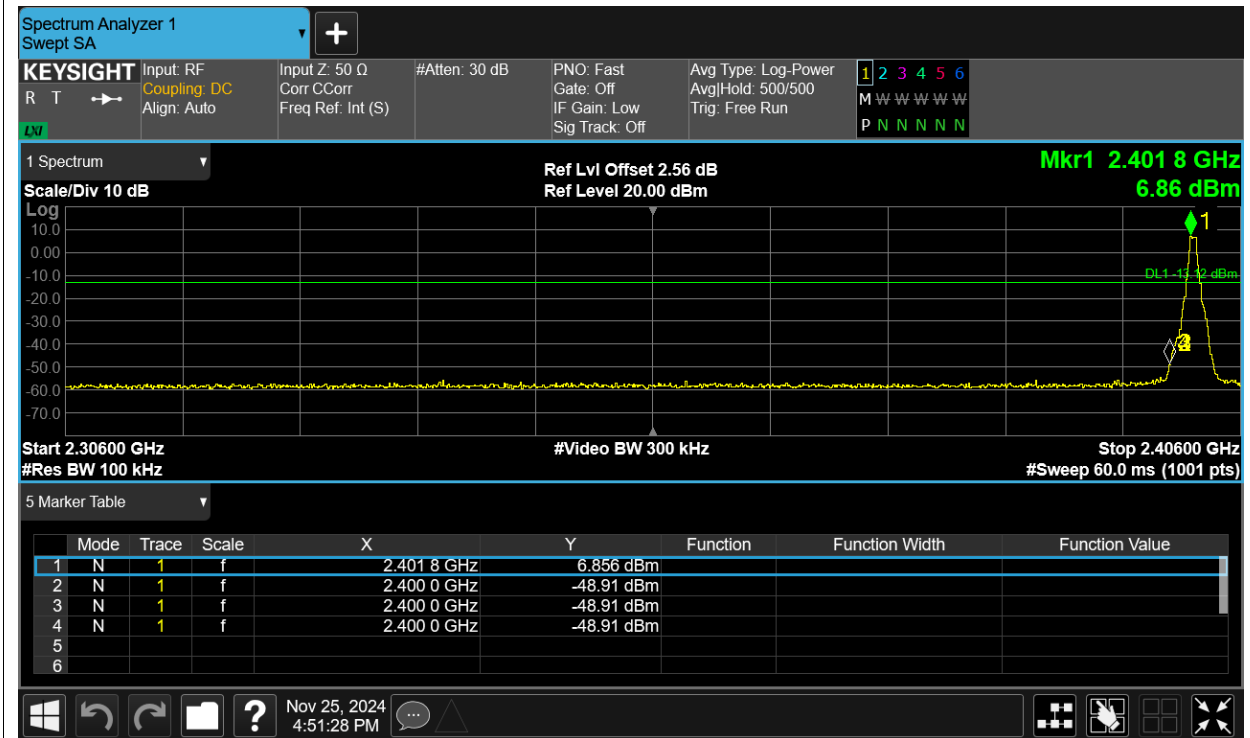 Spectrum Analyzer 1
Swept SA
KEYSIGHT Input: RF Input Z: 50 Ω #Atten: 30 dB PNO: Fast Avg Type: Log-Power 1 2 3 4 5 6
R T Coupling: DC Corr CCorr Gate: Off Avg|Hold: 500/500 M W W W W W
Align: Auto Freq Ref: Int (S) IF Gain: Low Trig: Free Run P N N N N N
LXI Sig Track: Off
1 Spectrum Ref Lvl Offset 2.56 dB Mkr1 2.401 8 GHz
Scale/Div 10 dB Ref Level 20.00 dBm 6.86 dBm
Log
1
10.0
0.00
-10.0
DL1 -13.12 dBm
-20.0
-30.0
-40.0
-50.0
-60.0
-70.0
Start 2.30600 GHz #Video BW 300 kHz Stop 2.40600 GHz
#Res BW 100 kHz #Sweep 60.0 ms (1001 pts)
5 Marker Table
Mode Trace Scale X Y Function Function Width Function Value
1 N 1 f 2.401 8 GHz 6.856 dBm
2 N 1 f 2.400 0 GHz -48.91 dBm
3 N 1 f 2.400 0 GHz -48.91 dBm
4 N 1 f 2.400 0 GHz -48.91 dBm
5
6
? Nov 25, 2024
4:51:28 PM